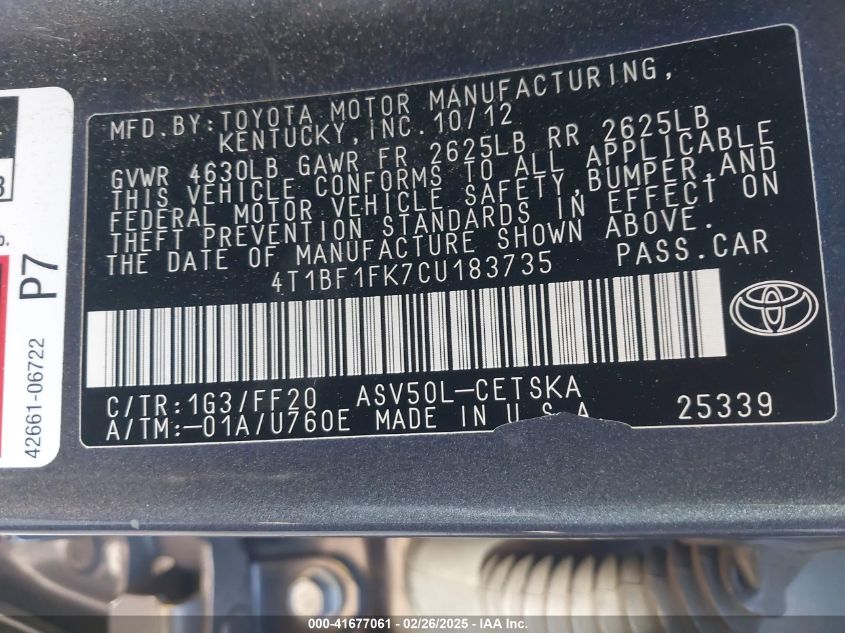 MFD.BY:TOYOTA MOTOR MANUFACTURING,
KENTUCKY,INC.10/12
GVWR 4630LB GAWR FR 2625LB RR 2625LB
THIS VEHICLE CONFORMS TO ALL APPLICABLE
FEDERAL MOTOR VEHICLE SAFETY,BUMPER,AND
THEFT PREVENTION STANDARDS IN EFFECT ON
THE DATE OF MANUFACTURE SHOWN ABOVE.
4T1BF1FK7CU183735 PASS.CAR
C/TR:1G3/FF20 ASV50L-CETSKA
A/TM:-01A/U760E MADE IN U.S.A 25339
P7
42661-06722
000-41677061 - 02/26/2025 - IAA Inc.